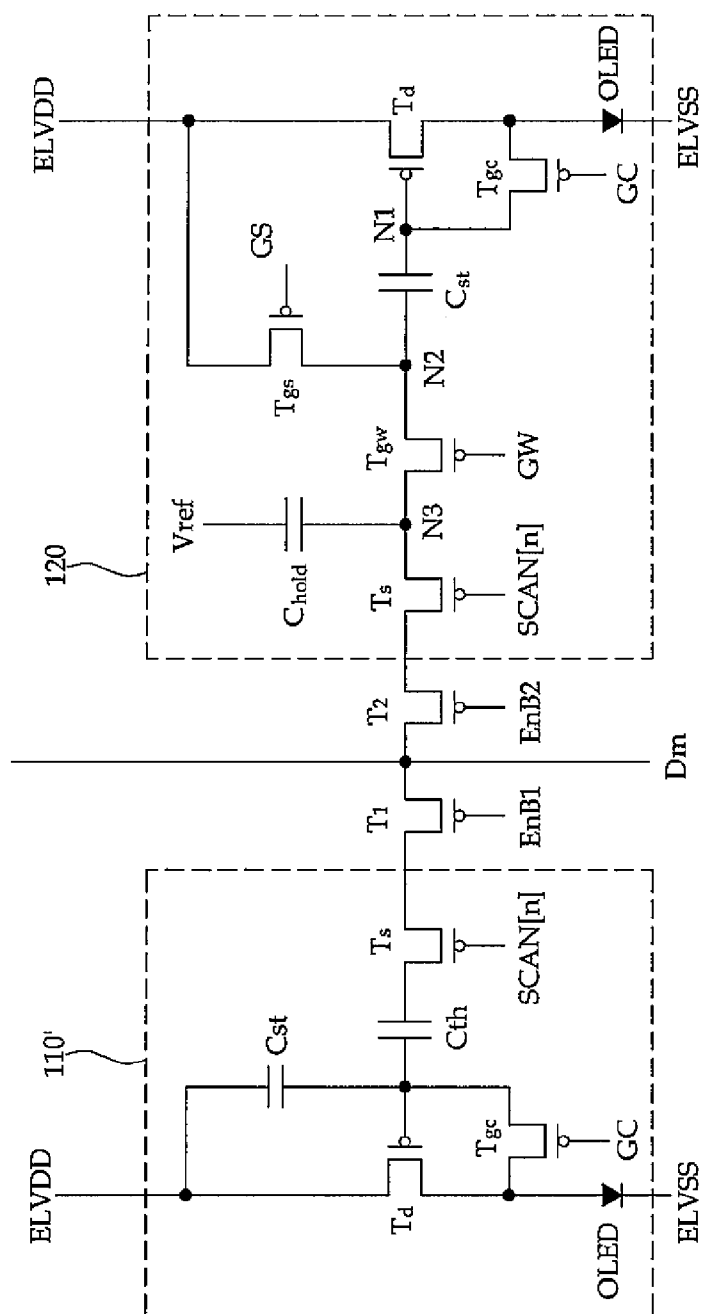 110'
120
ELVDD
ELVDD
Cst
Vref
GS
Chold
Tgs
Td
Cth
Ts
T1
T2
Ts
N3
Tgw
N2
Cst
N1
Td
Tgc
SCAN[n]
EnB1
EnB2
SCAN[n]
GW
Tgc
GC
GC
OLED
OLED
ELVSS
Dm
ELVSS